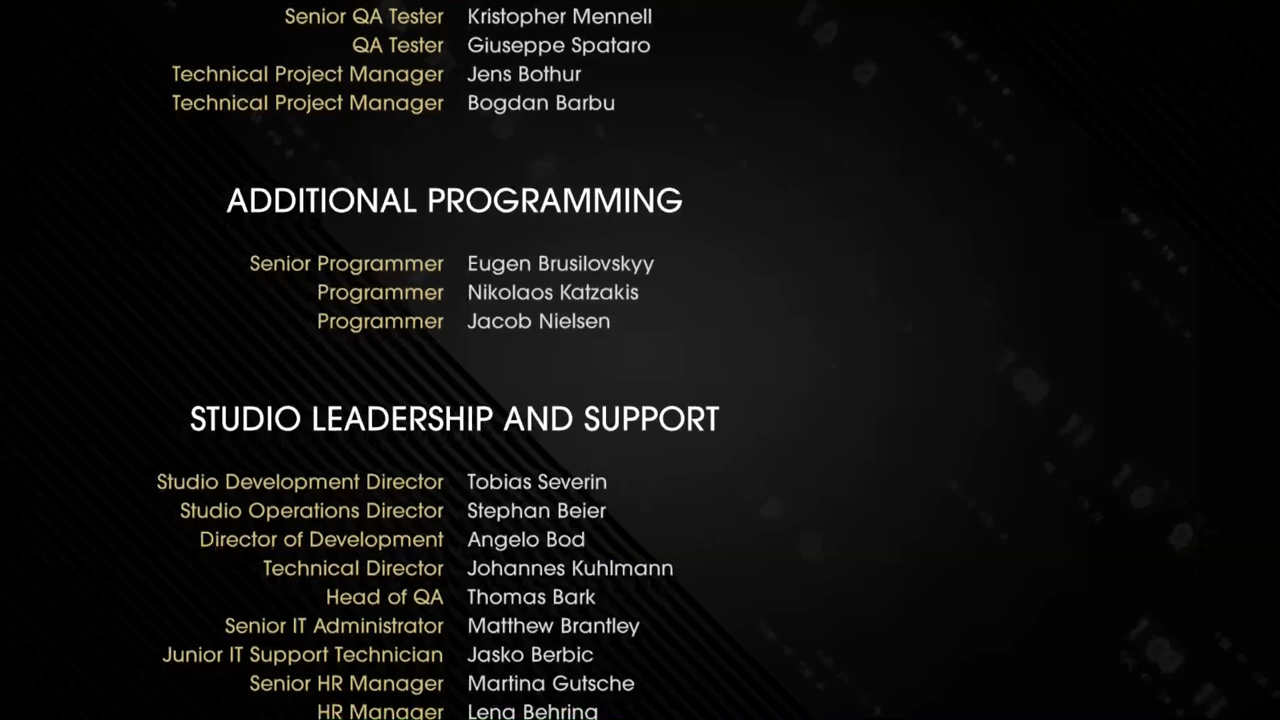 Senior QA Tester Kristopher Mennell
QA Tester Giuseppe Spataro
Technical Project Manager Jens Bothur
Technical Project Manager Bogdan Barbu
ADDITIONAL PROGRAMMING
Senior Programmer Eugen Brusilovskyy
Programmer Nikolaos Katzakis
Programmer Jacob Nielsen
STUDIO LEADERSHIP AND SUPPORT
Studio Development Director Tobias Severin
Studio Operations Director Stephan Beier
Director of Development Angelo Bod
Technical Director Johannes Kuhlmann
Head of QA Thomas Bark
Senior IT Administrator Matthew Brantley
Junior IT Support Technician Jasko Berbic
Senior HR Manager Martina Gutsche
HR Manager Lena Behring